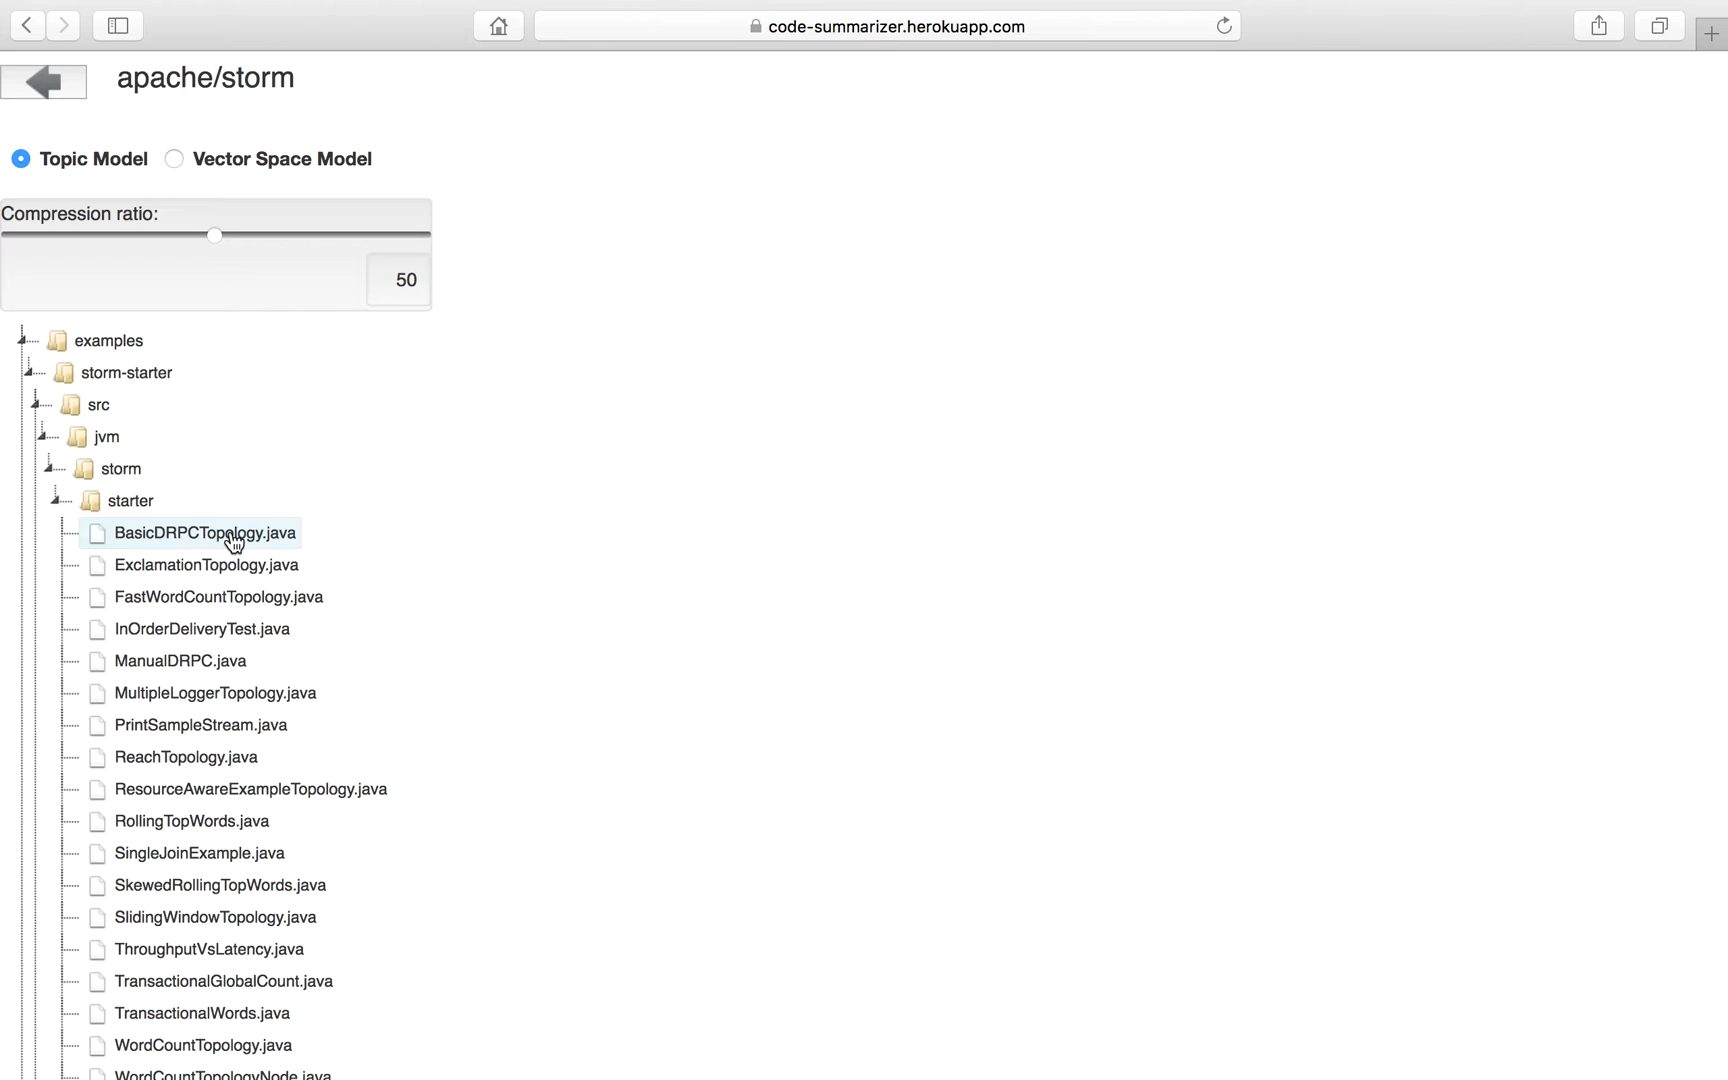 code-summarizer.herokuapp.com
apache/storm
Topic Model Vector Space Model
Compression ratio:
50
examples
storm-starter
src
jvm
storm
starter
BasicDRPCTopology.java
ExclamationTopology.java
FastWordCountTopology.java
InOrderDeliveryTest.java
ManualDRPC.java
MultipleLoggerTopology.java
PrintSampleStream.java
ReachTopology.java
ResourceAwareExampleTopology.java
RollingTopWords.java
SingleJoinExample.java
SkewedRollingTopWords.java
SlidingWindowTopology.java
ThroughputVsLatency.java
TransactionalGlobalCount.java
TransactionalWords.java
WordCountTopology.java
WordCountTopologyNode.java